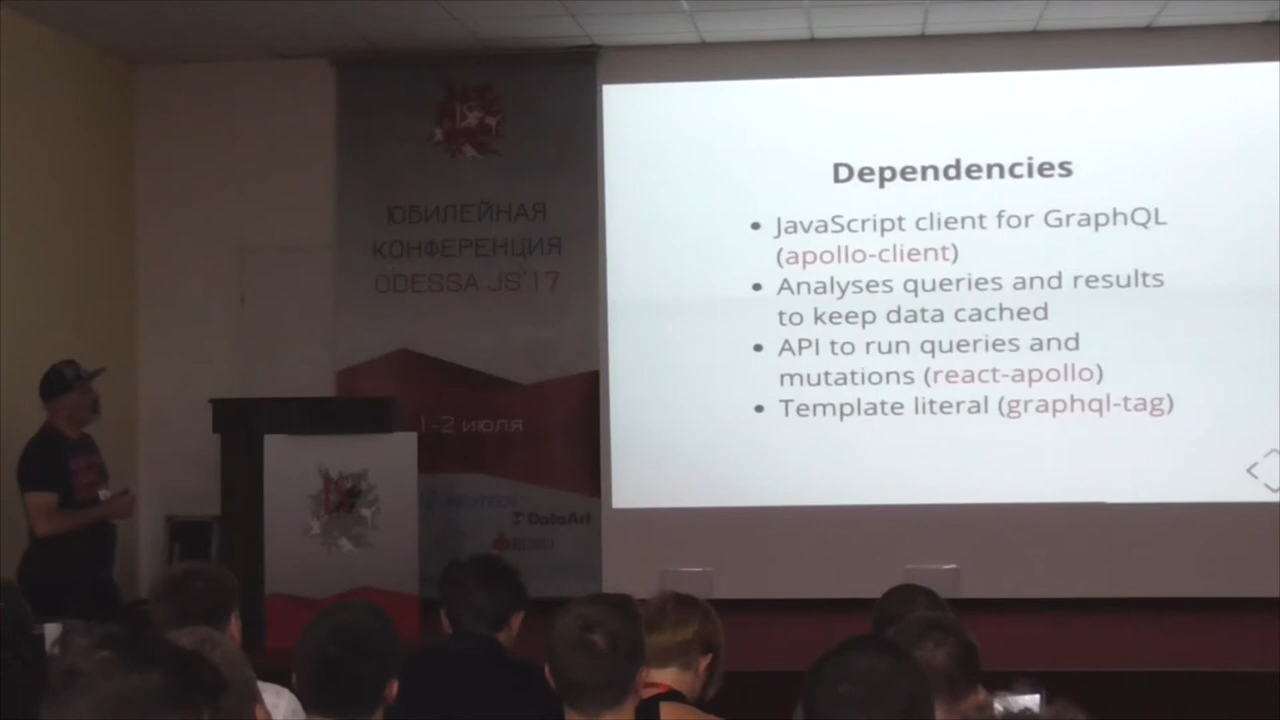 JS
ЮБИЛЕЙНАЯ
КОНФЕРЕНЦИЯ
ODESSA JS'17
1-2 июля
DataArt
Dependencies
• JavaScript client for GraphQL
(apollo-client)
• Analyses queries and results
to keep data cached
• API to run queries and
mutations (react-apollo)
• Template literal (graphql-tag)